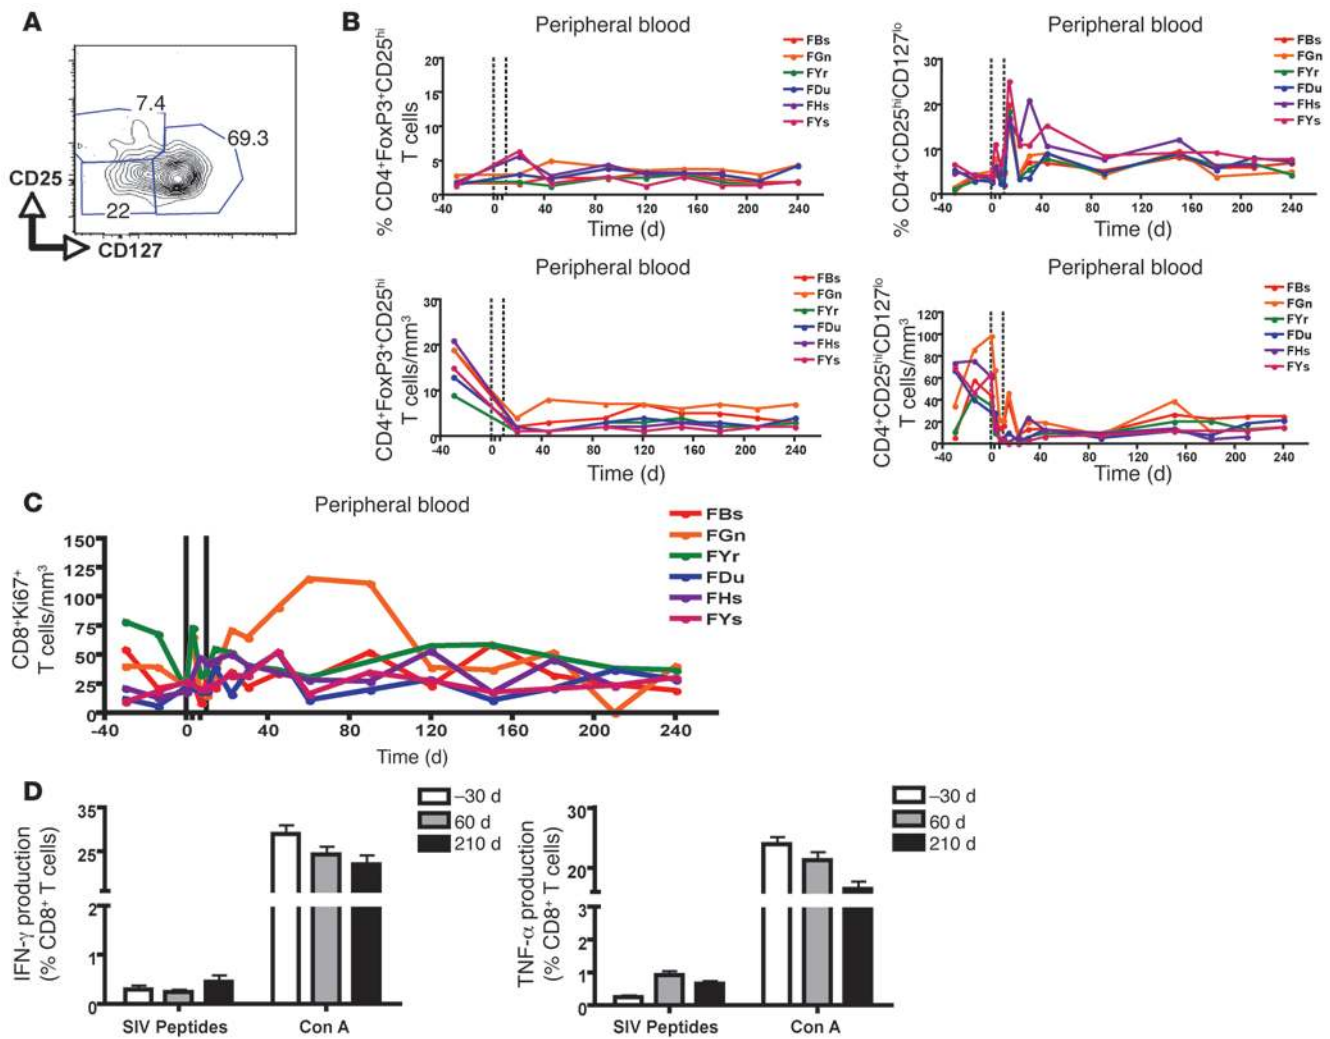 A
7.4
69.3
22
CD25
CD127
B
Peripheral blood
% CD4⁺FoxP3⁺CD25ʰⁱ
T cells
20
15
10
5
0
-40
0
40
80
120
160
200
240
Time (d)
FBs
FGn
FYr
FDu
FHs
FYs
Peripheral blood
% CD4⁺CD25ʰⁱCD127ˡᵒ
30
20
10
0
-40
0
40
80
120
160
200
240
Time (d)
FBs
FGn
FYr
FDu
FHs
FYs
Peripheral blood
CD4⁺FoxP3⁺CD25ʰⁱ
T cells/mm³
30
20
10
0
-40
0
40
80
120
160
200
240
Time (d)
FBs
FGn
FYr
FDu
FHs
FYs
Peripheral blood
CD4⁺CD25ʰⁱCD127ˡᵒ
T cells/mm³
120
100
80
60
40
20
0
-40
0
40
80
120
160
200
240
Time (d)
FBs
FGn
FYr
FDu
FHs
FYs
C
Peripheral blood
CD8⁺Ki67⁺
T cells/mm³
150
125
100
75
50
25
0
-40
0
40
80
120
160
200
240
Time (d)
FBs
FGn
FYr
FDu
FHs
FYs
D
IFN-γ production
(% CD8⁺ T cells)
35
25
2
1
0
SIV Peptides
Con A
–30 d
60 d
210 d
TNF-α production
(% CD8⁺ T cells)
30
20
3
2
1
0
SIV Peptides
Con A
–30 d
60 d
210 d